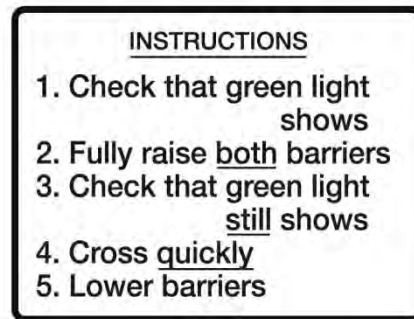 INSTRUCTIONS
1. Check that green light
shows
2. Fully raise both barriers
3. Check that green light
still shows
4. Cross quickly
5. Lower barriers